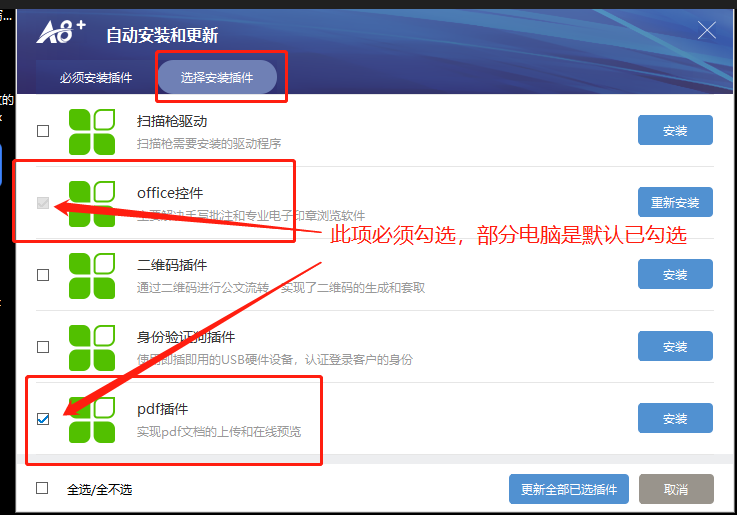 A8+ 自动安装和更新
必须安装插件 选择安装插件
扫描枪驱动
扫描枪需要安装的驱动程序
安装
office控件
主要解决手写批注和专业电子印章浏览软件
重新安装
此项必须勾选，部分电脑是默认已勾选
二维码插件
通过二维码进行公文流转，实现了二维码的生成和套取
安装
身份验证狗插件
使用即插即用的USB硬件设备，认证登录客户的身份
安装
pdf插件
实现pdf文档的上传和在线预览
安装
全选/全不选
更新全部已选插件 取消